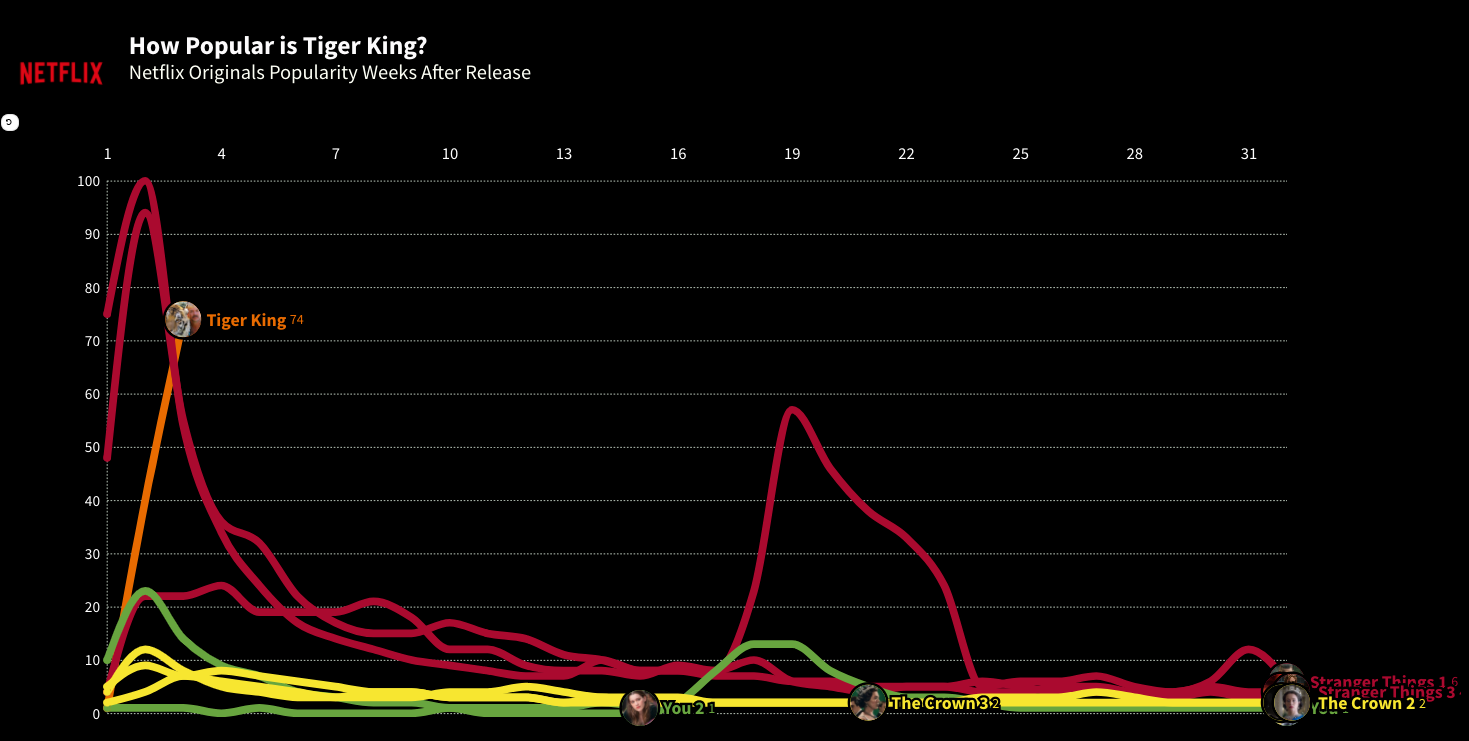 How Popular is Tiger King?
NETFLIX
Netflix Originals Popularity Weeks After Release
1 4 7 10 13 16 19 22 25 28 31
100
90
80
Tiger King 74
70
60
50
40
30
20
10
Stranger Things 1 6
Stranger Things 3
The Crown 3 2
The Crown 2 2
You 2 1
0